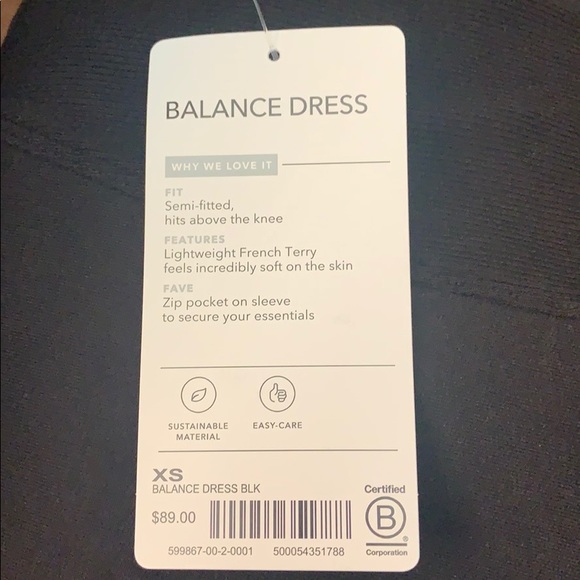 BALANCE DRESS
WHY WE LOVE IT
FIT
Semi-fitted,
hits above the knee
FEATURES
Lightweight French Terry
feels incredibly soft on the skin
FAVE
Zip pocket on sleeve
to secure your essentials
SUSTAINABLE
MATERIAL
EASY-CARE
XS
BALANCE DRESS BLK
$89.00
599867-00-2-0001 500054351788
Certified
B
®
Corporation